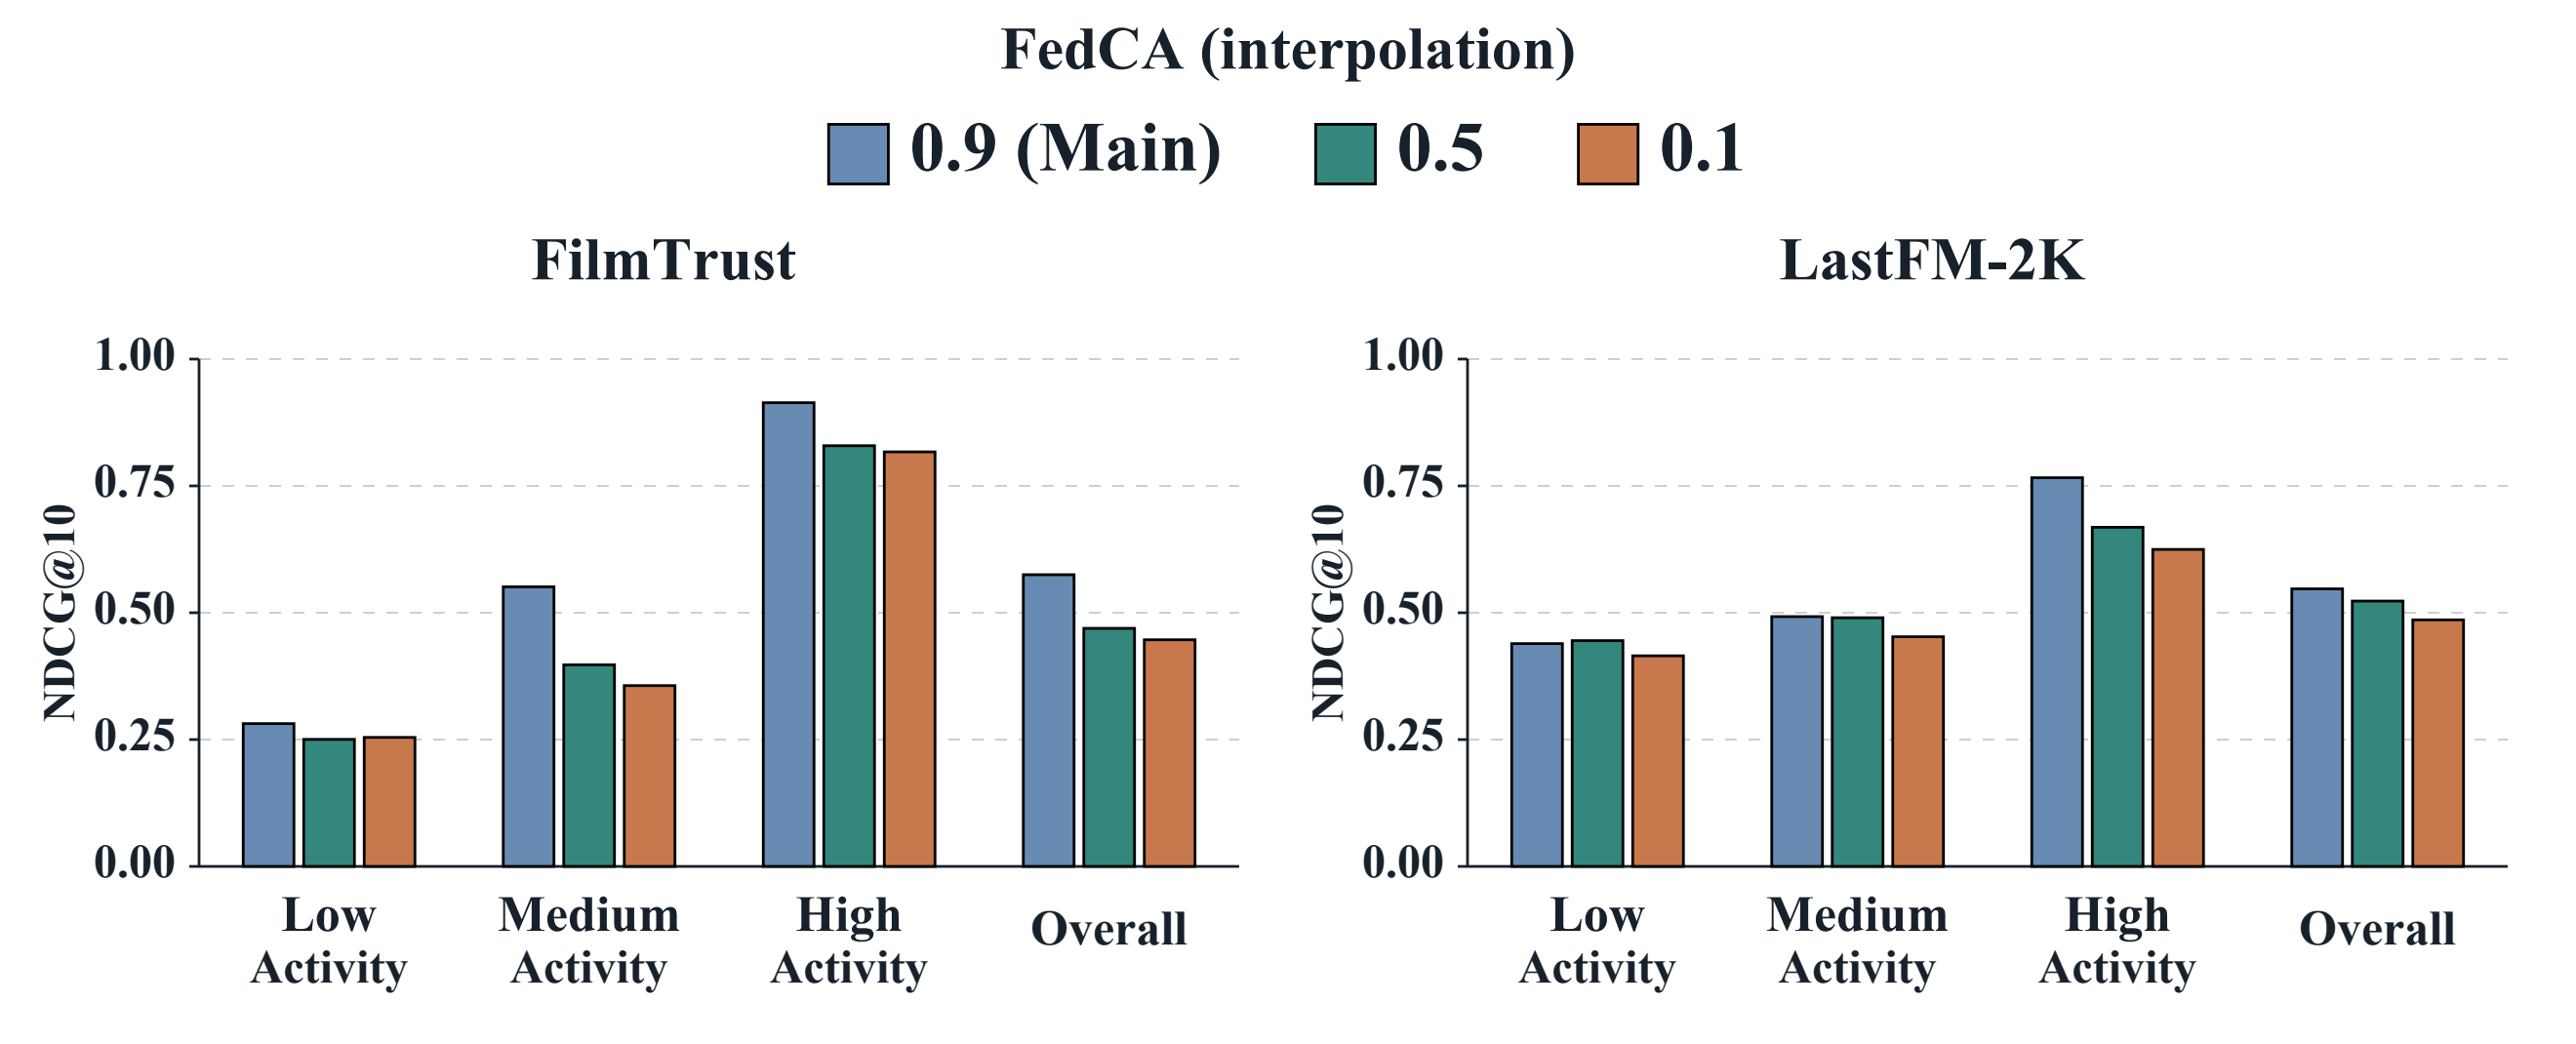 FedCA (interpolation)
0.9 (Main) 0.5 0.1
FilmTrust
NDCG@10
1.00
0.75
0.50
0.25
0.00
Low Activity
Medium Activity
High Activity
Overall
LastFM-2K
NDCG@10
1.00
0.75
0.50
0.25
0.00
Low Activity
Medium Activity
High Activity
Overall